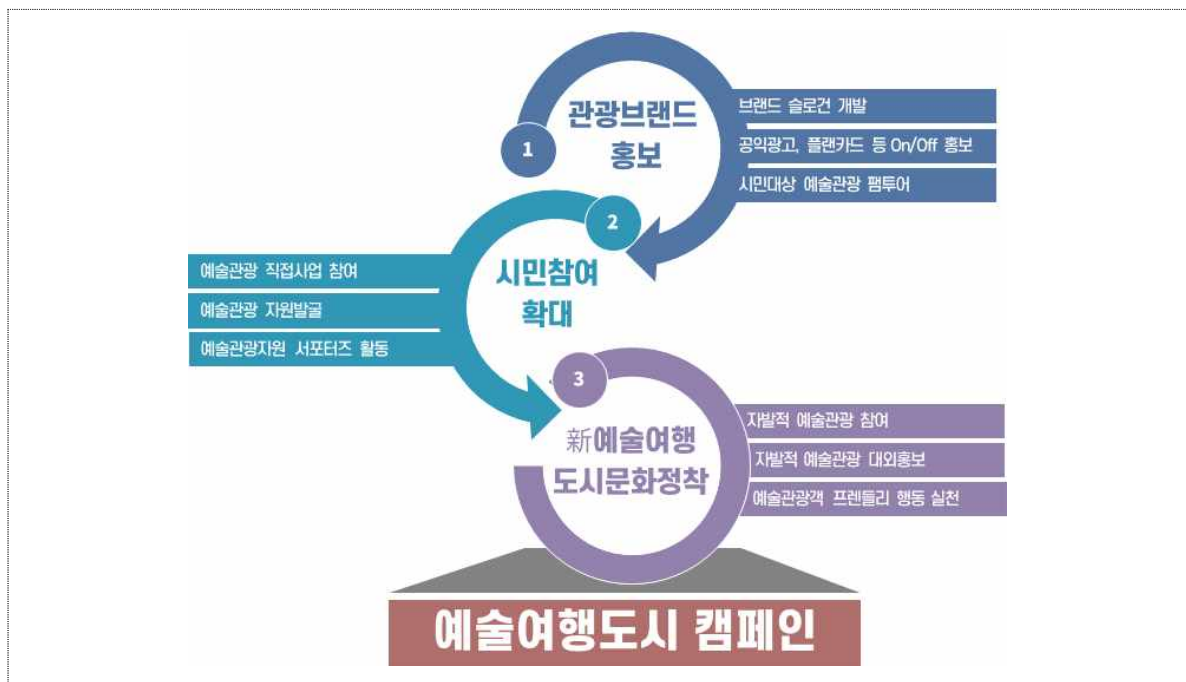 1
관광브랜드
홍보
브랜드 슬로건 개발
공익광고, 플랜카드 등 On/Off 홍보
시민대상 예술관광 팸투어
2
시민참여
확대
예술관광 직접사업 참여
예술관광 자원발굴
예술관광자원 서포터즈 활동
3
新예술여행
도시문화정착
자발적 예술관광 참여
자발적 예술관광 대외홍보
예술관광객 프렌들리 행동 실천
예술여행도시 캠페인